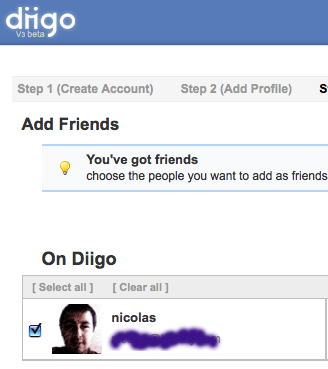 diigo
V3 beta
Step 1 (Create Account) Step 2 (Add Profile)
Add Friends
You've got friends
choose the people you want to add as friends
On Diigo
[ Select all ] [ Clear all ]
nicolas